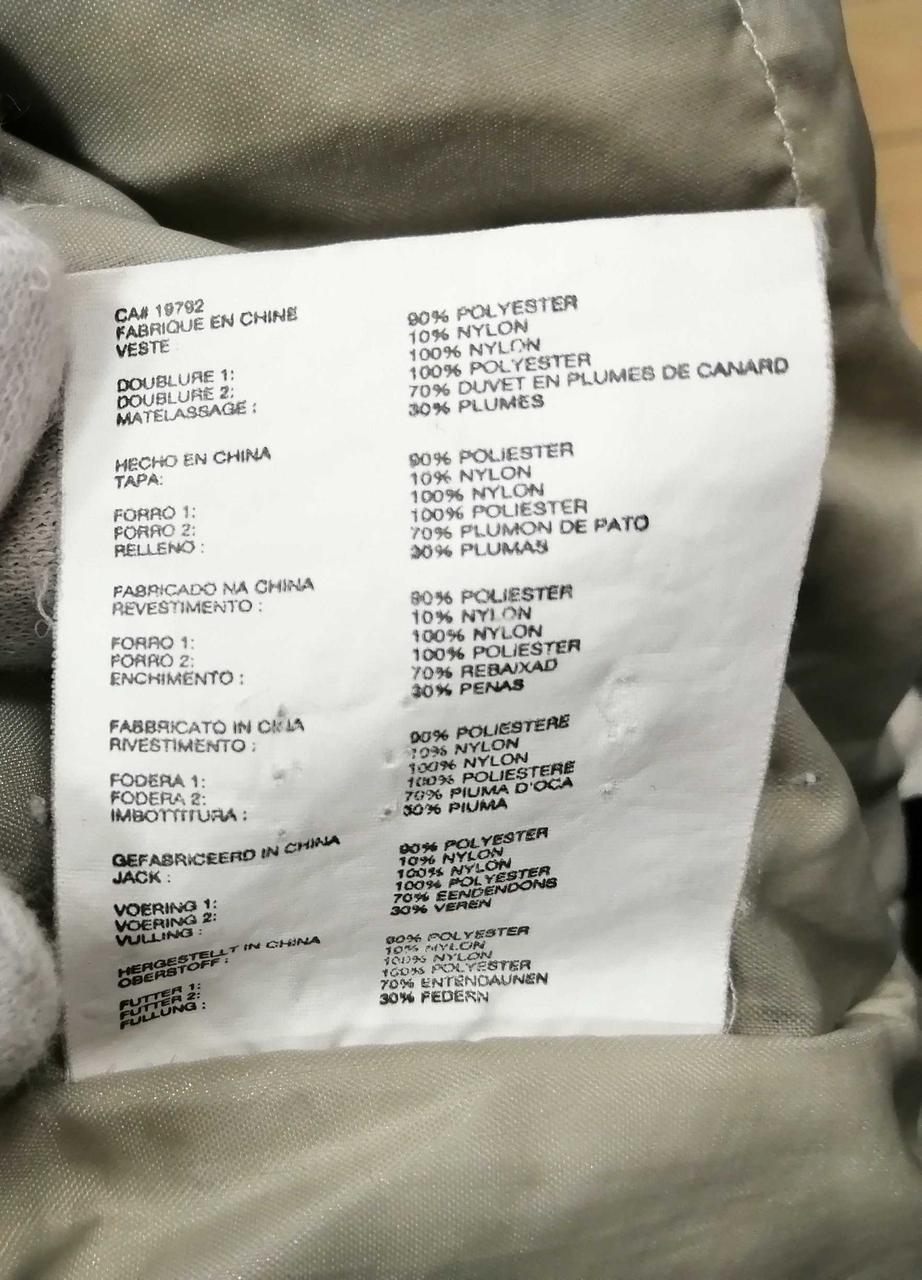 CA# 19792
FABRIQUE EN CHINE
VESTE
90% POLYESTER
10% NYLON
DOUBLURE 1: 100% NYLON
DOUBLURE 2: 100% POLYESTER
MATELASSAGE : 70% DUVET EN PLUMES DE CANARD
30% PLUMES
HECHO EN CHINA
TAPA: 90% POLIESTER
10% NYLON
FORRO 1: 100% NYLON
FORRO 2: 100% POLIESTER
RELLENO : 70% PLUMON DE PATO
30% PLUMAS
FABRICADO NA CHINA
REVESTIMENTO : 90% POLIESTER
10% NYLON
FORRO 1: 100% NYLON
FORRO 2: 100% POLIESTER
ENCHIMENTO : 70% REBAIXAD
30% PENAS
FABBRICATO IN CINA
RIVESTIMENTO : 90% POLIESTERE
10% NYLON
FODERA 1: 100% NYLON
FODERA 2: 100% POLIESTERE
IMBOTTITURA : 70% PIUMA D'OCA
30% PIUMA
GEFABRICEERD IN CHINA
JACK : 90% POLYESTER
10% NYLON
VOERING 1: 100% NYLON
VOERING 2: 100% POLYESTER
VULLING : 70% EENDENDONS
30% VEREN
HERGESTELLT IN CHINA
OBERSTOFF : 90% POLYESTER
10% NYLON
FUTTER 1: 100% NYLON
FUTTER 2: 100% POLYESTER
FULLUNG : 70% ENTENDAUNEN
30% FEDERN